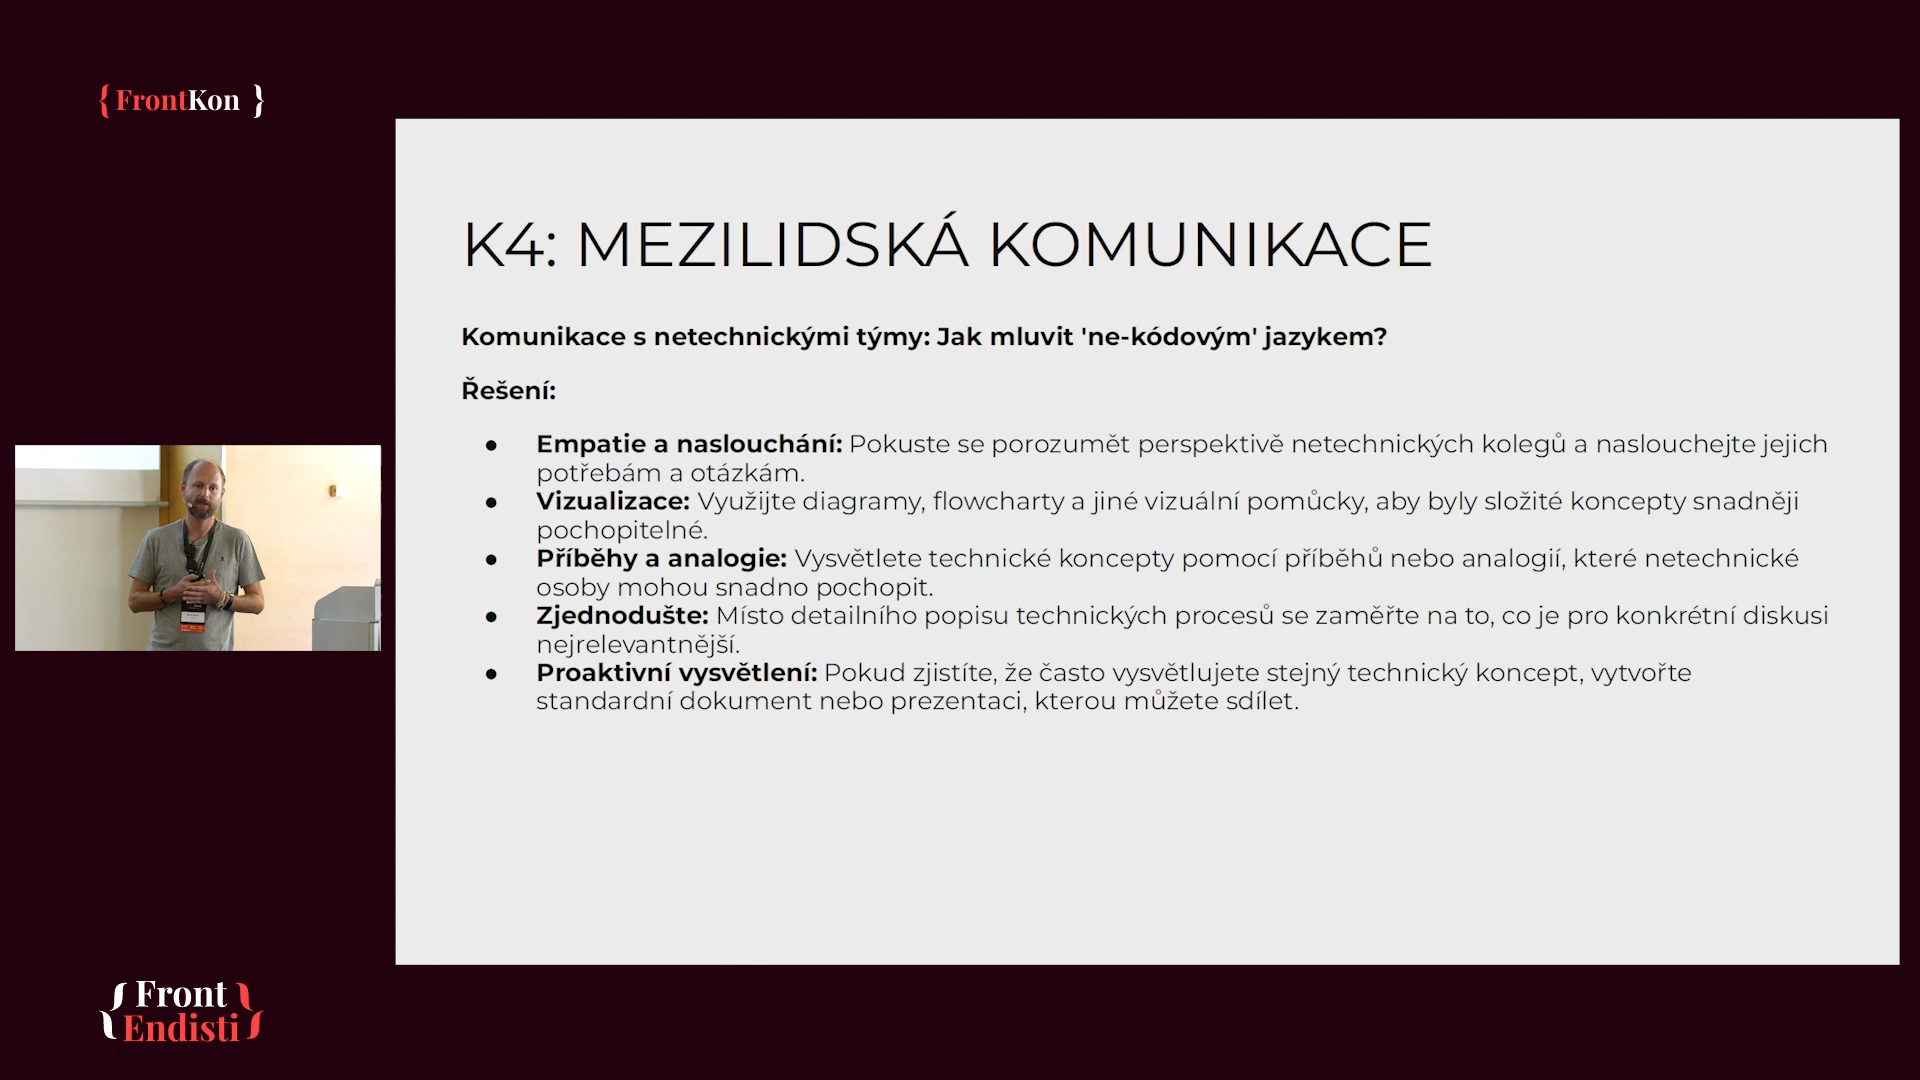 { FrontKon }
K4: MEZILIDSKÁ KOMUNIKACE
Komunikace s netechnickými týmy: Jak mluvit 'ne-kódovým' jazykem?
Řešení:
● Empatie a naslouchání: Pokuste se porozumět perspektivě netechnických kolegů a naslouchejte jejich
potřebám a otázkám.
● Vizualizace: Využijte diagramy, flowcharty a jiné vizuální pomůcky, aby byly složité koncepty snadněji
pochopitelné.
● Příběhy a analogie: Vysvětlete technické koncepty pomocí příběhů nebo analogií, které netechnické
osoby mohou snadno pochopit.
● Zjednodušte: Místo detailního popisu technických procesů se zaměřte na to, co je pro konkrétní diskusi
nejrelevantnější.
● Proaktivní vysvětlení: Pokud zjistíte, že často vysvětlujete stejný technický koncept, vytvořte
standardní dokument nebo prezentaci, kterou můžete sdílet.
{ Front }
{ Endisti }